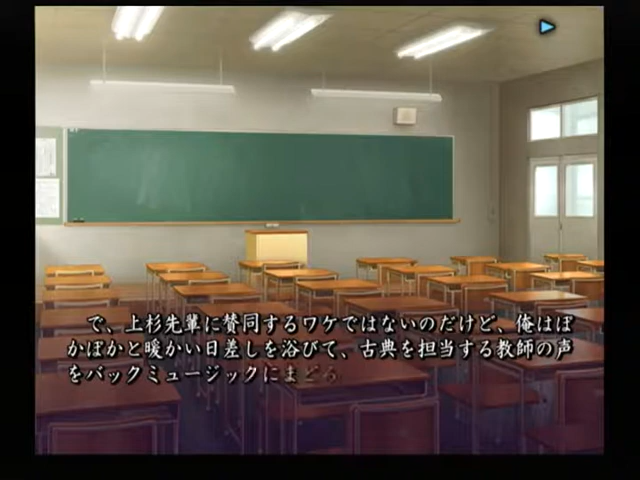 で、上杉先輩に賛同するワケではないのだけど、俺はぽ
かぽかと暖かい日差しを浴びて、古典を担当する教師の声
をバックミュージックにまどろ